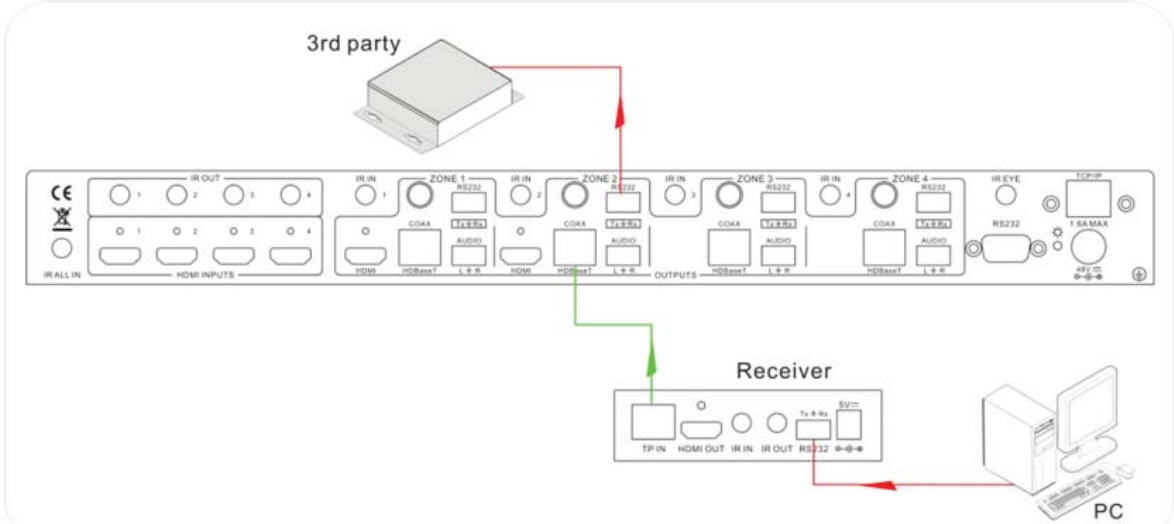 3rd party
CE
IR OUT
1 2 3 4
IR IN 1
ZONE 1
RS232
IR IN 2
ZONE 2
RS232
IR IN 3
ZONE 3
RS232
IR IN 4
ZONE 4
RS232
IR EYE
TCP/IP
COAX
Tx Rx
COAX
Tx Rx
COAX
Tx Rx
COAX
Tx Rx
RS232
1.6A MAX
1 2 3 4
AUDIO
AUDIO
AUDIO
AUDIO
IR ALL IN
HDMI INPUTS
HDMI
HDBaseT
L R
HDMI
HDBaseT
L R
OUTPUTS
HDBaseT
L R
HDBaseT
L R
48V
Receiver
Tx Rx
5V
TP IN
HDMI OUT
IR IN
IR OUT
RS232
PC